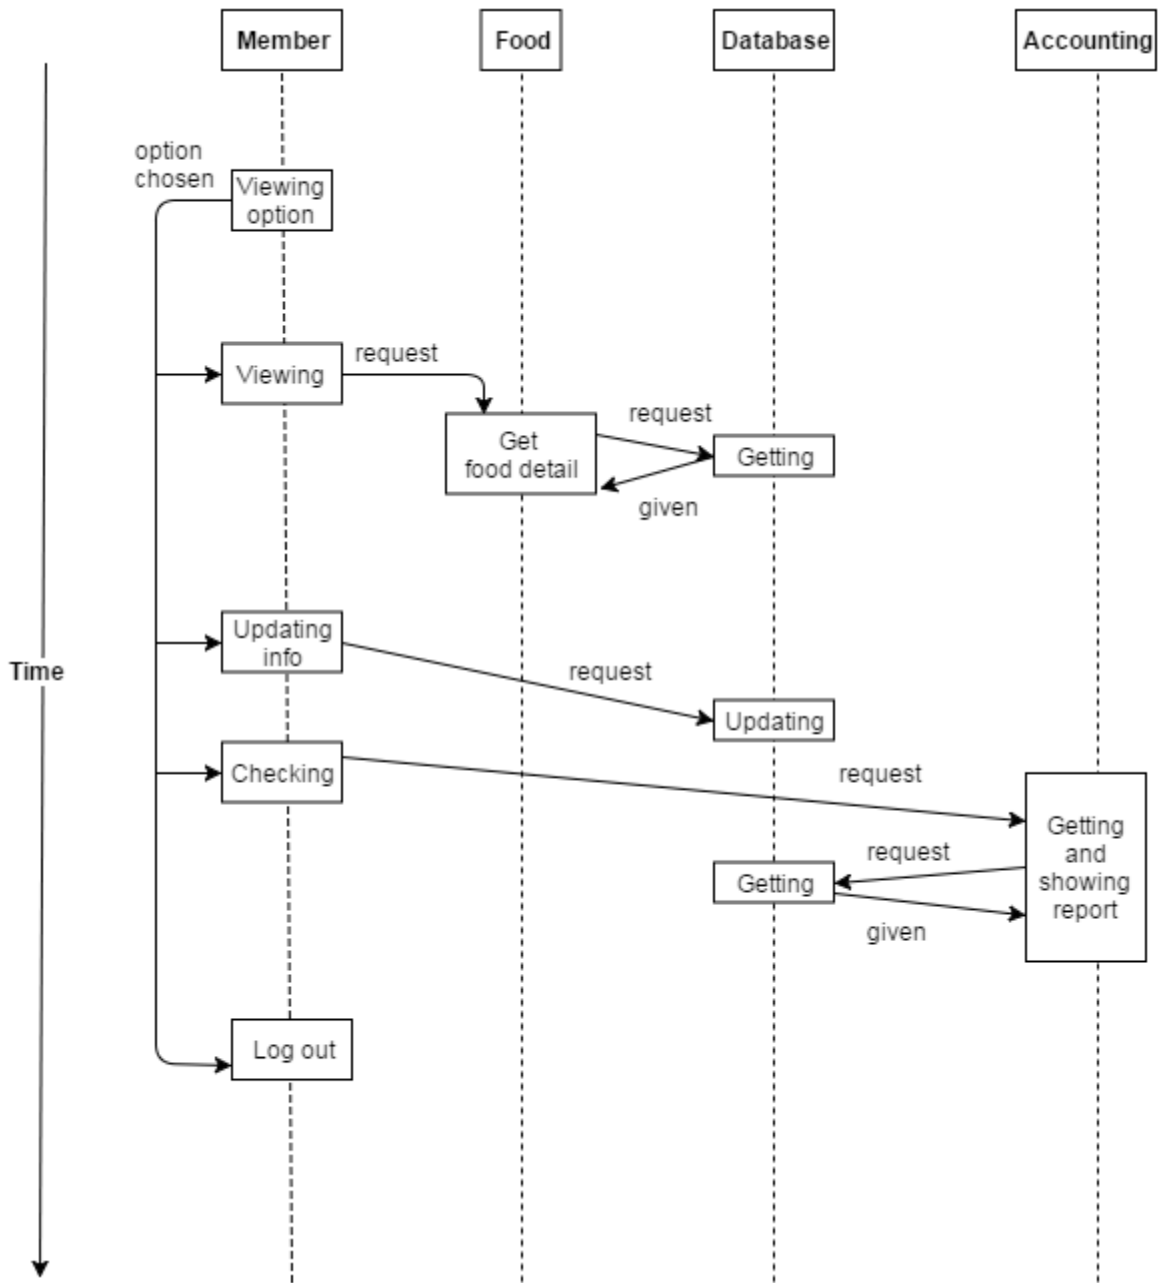 Member
Food
Database
Accounting
option
chosen
Viewing
option
request
Viewing
request
Get
food detail
Getting
given
Updating
info
Time
request
Updating
Checking
request
Getting
and
showing
report
request
Getting
given
Log out